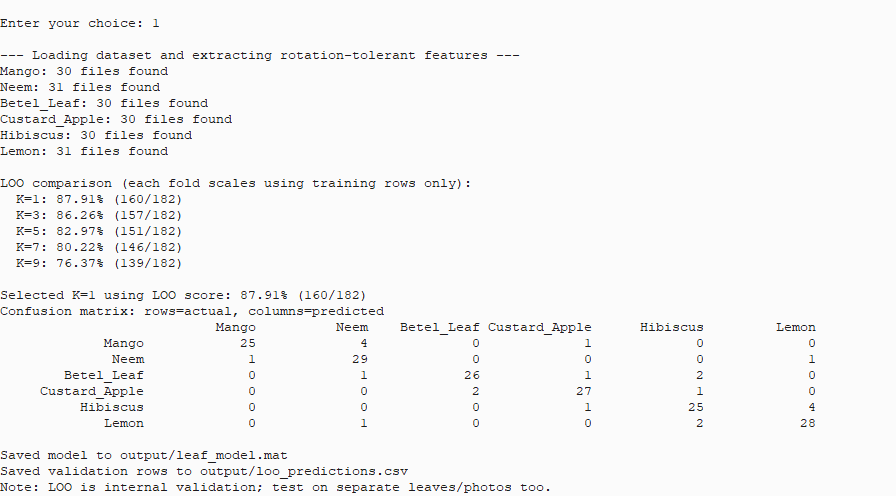 Enter your choice: 1
--- Loading dataset and extracting rotation-tolerant features ---
Mango: 30 files found
Neem: 31 files found
Betel_Leaf: 30 files found
Custard_Apple: 30 files found
Hibiscus: 30 files found
Lemon: 31 files found
LOO comparison (each fold scales using training rows only):
K=1: 87.91% (160/182)
K=3: 86.26% (157/182)
K=5: 82.97% (151/182)
K=7: 80.22% (146/182)
K=9: 76.37% (139/182)
Selected K=1 using LOO score: 87.91% (160/182)
Confusion matrix: rows=actual, columns=predicted
Mango Neem Betel_Leaf Custard_Apple Hibiscus Lemon
Mango 25 4 0 1 0 0
Neem 1 29 0 0 0 1
Betel_Leaf 0 1 26 1 2 0
Custard_Apple 0 0 2 27 1 0
Hibiscus 0 0 0 1 25 4
Lemon 0 1 0 0 2 28
Saved model to output/leaf_model.mat
Saved validation rows to output/loo_predictions.csv
Note: LOO is internal validation; test on separate leaves/photos too.